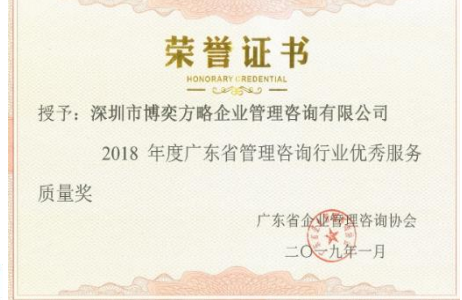 荣誉证书
HONORARY CREDENTIAL
授予：深圳市博奕方略企业管理咨询有限公司
2018 年度广东省管理咨询行业优秀服务
质量奖
广东省企业管理咨询协会
二〇一九年一月